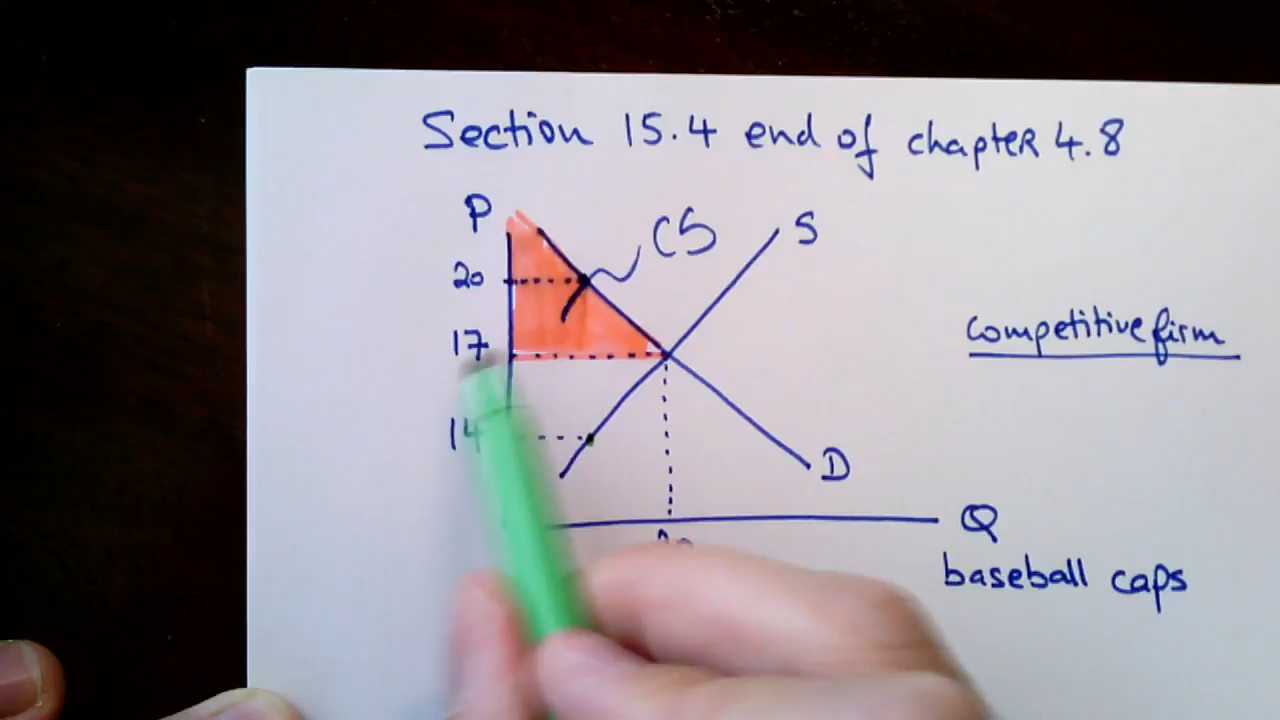 Section 15.4 end of chapter 4.8
P
CS
S
20
competitive firm
17
14
D
Q
baseball caps